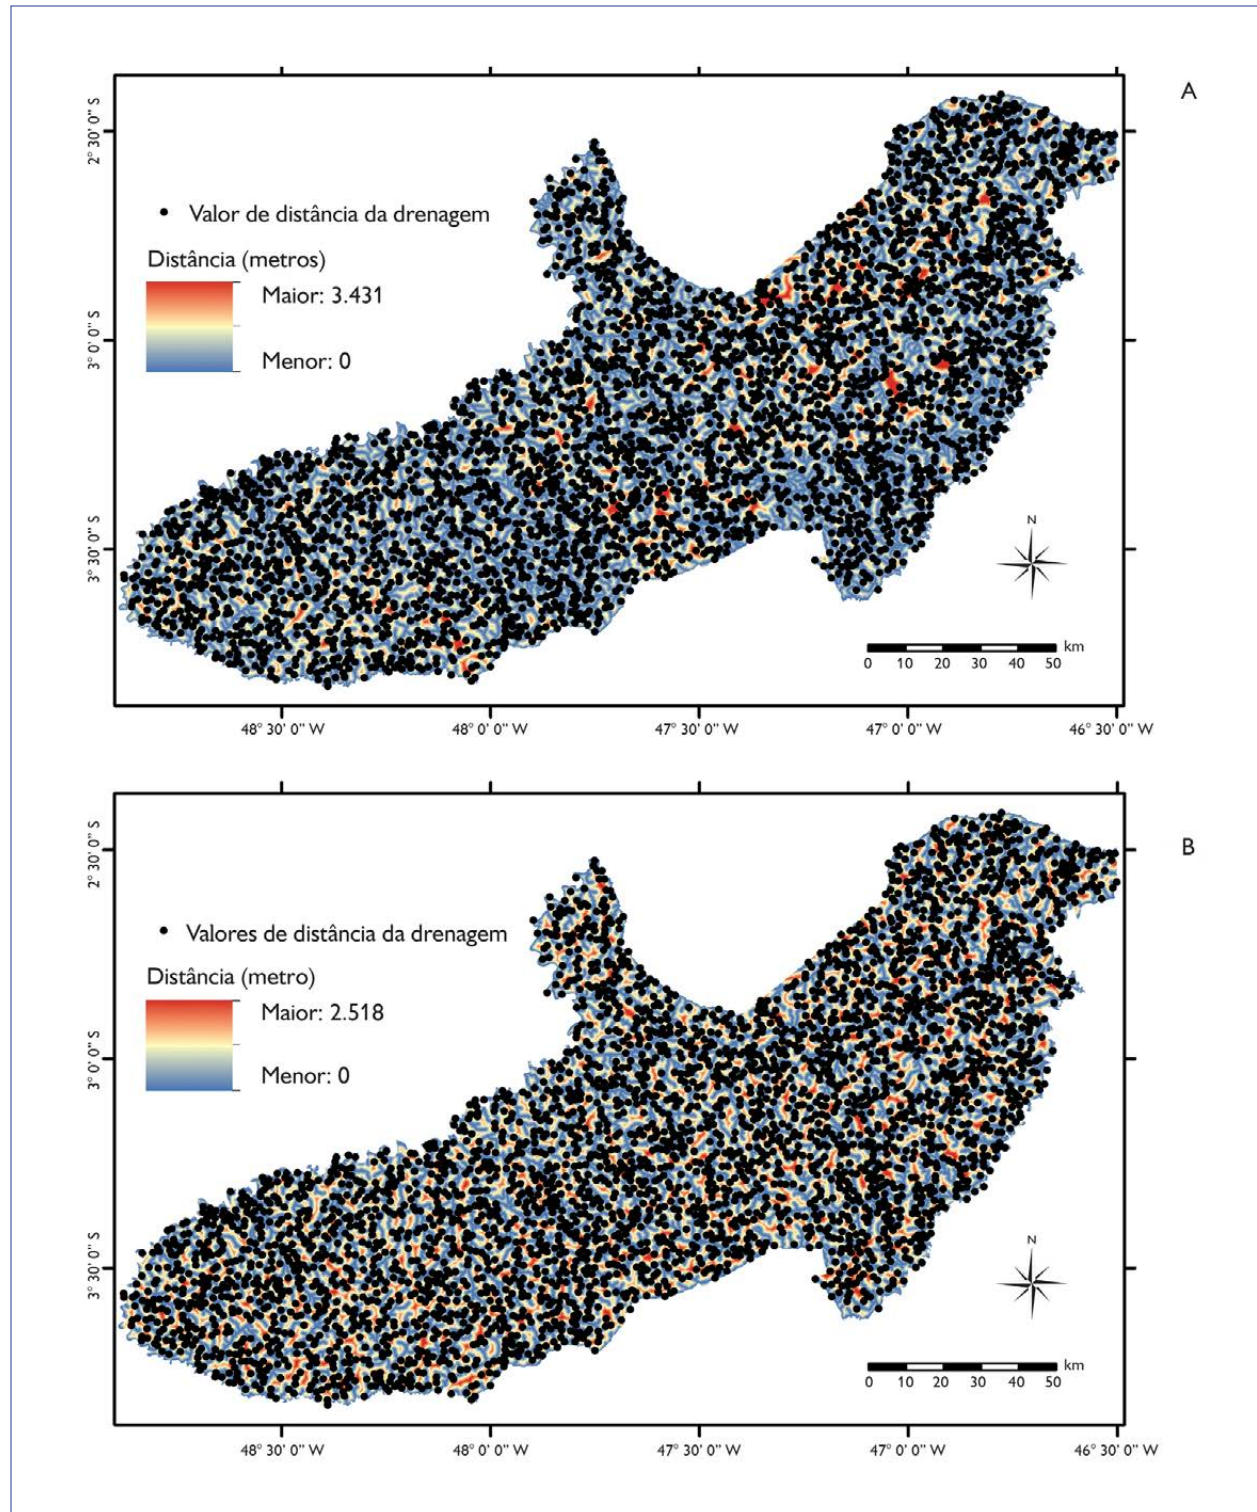 A
2° 30' 0" S
Valor de distância da drenagem
Distância (metros)
Maior: 3.431
3° 0' 0" S
Menor: 0
N
3° 30' 0" S
km
0 10 20 30 40 50
48° 30' 0" W 48° 0' 0" W 47° 30' 0" W 47° 0' 0" W 46° 30' 0" W
B
2° 30' 0" S
Valores de distância da drenagem
Distância (metro)
Maior: 2.518
3° 0' 0" S
Menor: 0
N
3° 30' 0" S
km
0 10 20 30 40 50
48° 30' 0" W 48° 0' 0" W 47° 30' 0" W 47° 0' 0" W 46° 30' 0" W